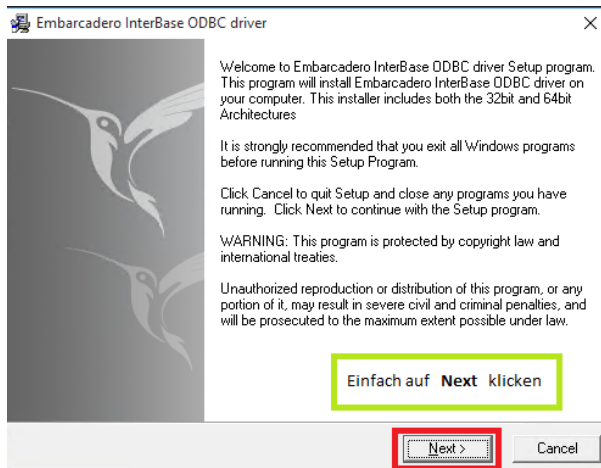 Embarcadero InterBase ODBC driver
Welcome to Embarcadero InterBase ODBC driver Setup program.
This program will install Embarcadero InterBase ODBC driver on
your computer. This installer includes both the 32bit and 64bit
Architectures
It is strongly recommended that you exit all Windows programs
before running this Setup Program.
Click Cancel to quit Setup and close any programs you have
running.  Click Next to continue with the Setup program.
WARNING: This program is protected by copyright law and
international treaties.
Unauthorized reproduction or distribution of this program, or any
portion of it, may result in severe civil and criminal penalties, and
will be prosecuted to the maximum extent possible under law.
Einfach auf Next klicken
Next >
Cancel